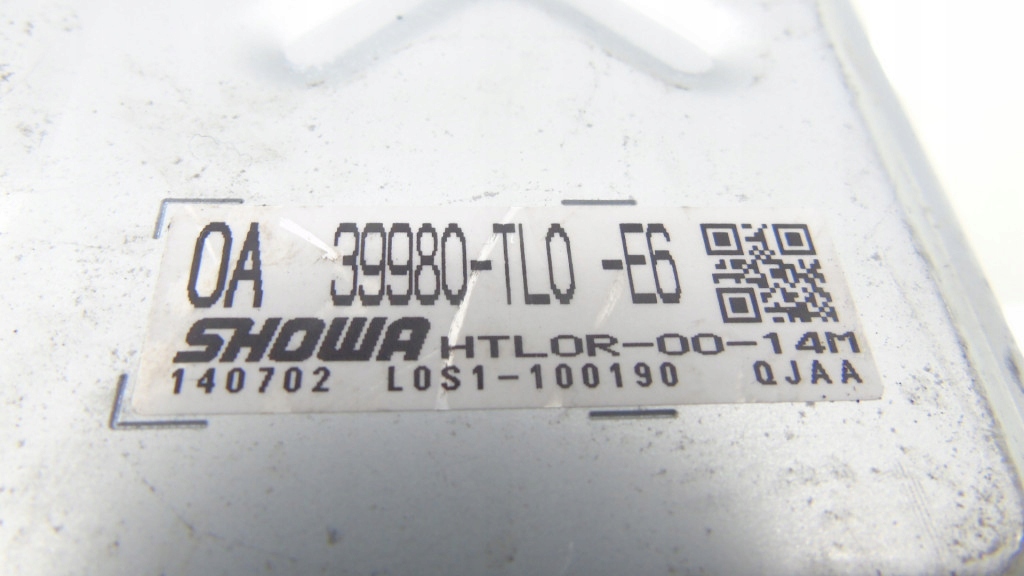 0A 39980-TL0 -E6
SHOWA HTL0R-00-14M
140702 L0S1-100190 QJAA